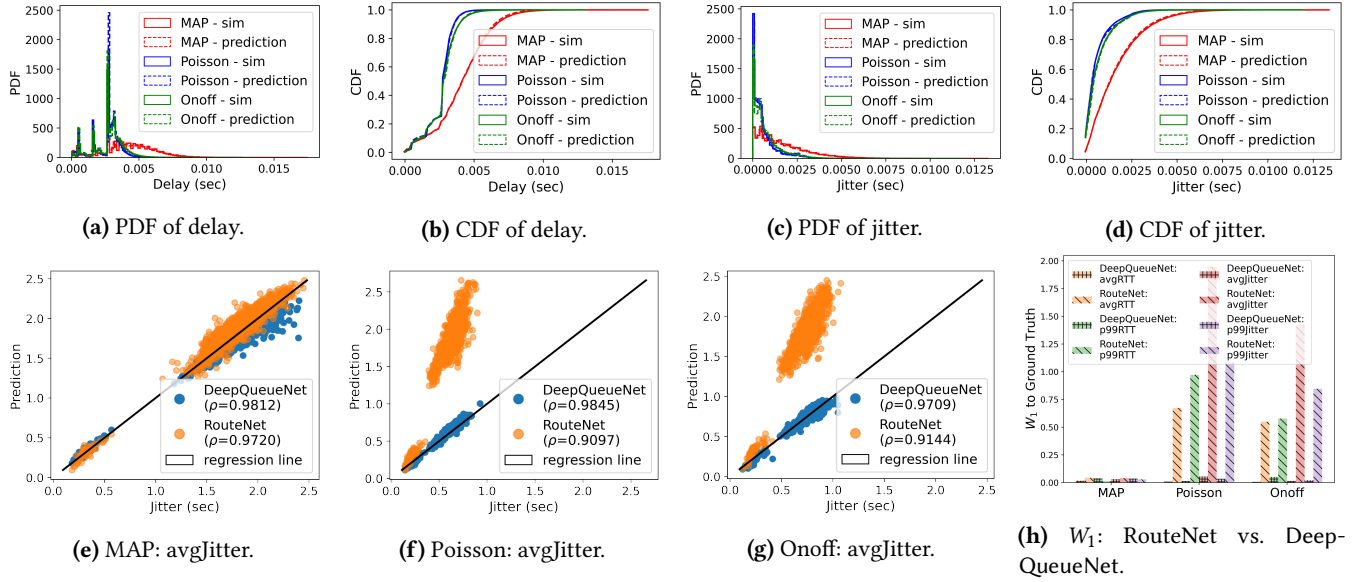 2500
2000
1500
1000
500
0
PDF
MAP - sim
MAP - prediction
Poisson - sim
Poisson - prediction
Onoff - sim
Onoff - prediction
0.000 0.005 0.010 0.015
Delay (sec)
(a) PDF of delay.
1.0
0.8
0.6
0.4
0.2
0.0
CDF
MAP - sim
MAP - prediction
Poisson - sim
Poisson - prediction
Onoff - sim
Onoff - prediction
0.000 0.005 0.010 0.015
Delay (sec)
(b) CDF of delay.
2500
2000
1500
1000
500
0
PDF
MAP - sim
MAP - prediction
Poisson - sim
Poisson - prediction
Onoff - sim
Onoff - prediction
0.0000 0.0025 0.0050 0.0075 0.0100 0.0125
Jitter (sec)
(c) PDF of jitter.
1.0
0.8
0.6
0.4
0.2
0.0
CDF
MAP - sim
MAP - prediction
Poisson - sim
Poisson - prediction
Onoff - sim
Onoff - prediction
0.0000 0.0025 0.0050 0.0075 0.0100 0.0125
Jitter (sec)
(d) CDF of jitter.
2.5
2.0
1.5
1.0
0.5
0.0
Prediction
DeepQueueNet
(ρ=0.9812)
RouteNet
(ρ=0.9720)
regression line
0.0 0.5 1.0 1.5 2.0 2.5
Jitter (sec)
(e) MAP: avgJitter.
2.5
2.0
1.5
1.0
0.5
0.0
Prediction
DeepQueueNet
(ρ=0.9845)
RouteNet
(ρ=0.9097)
regression line
0.0 0.5 1.0 1.5 2.0 2.5
Jitter (sec)
(f) Poisson: avgJitter.
2.5
2.0
1.5
1.0
0.5
0.0
Prediction
DeepQueueNet
(ρ=0.9709)
RouteNet
(ρ=0.9144)
regression line
0.0 0.5 1.0 1.5 2.0 2.5
Jitter (sec)
(g) Onoff: avgJitter.
2.00
1.75
1.50
1.25
1.00
0.75
0.50
0.25
0.00
W1 to Ground Truth
DeepQueueNet:
avgRTT
RouteNet:
avgRTT
DeepQueueNet:
p99RTT
RouteNet:
p99RTT
DeepQueueNet:
avgJitter
RouteNet:
avgJitter
DeepQueueNet:
p99Jitter
RouteNet:
p99Jitter
MAP Poisson Onoff
(h) W1: RouteNet vs. Deep-
QueueNet.